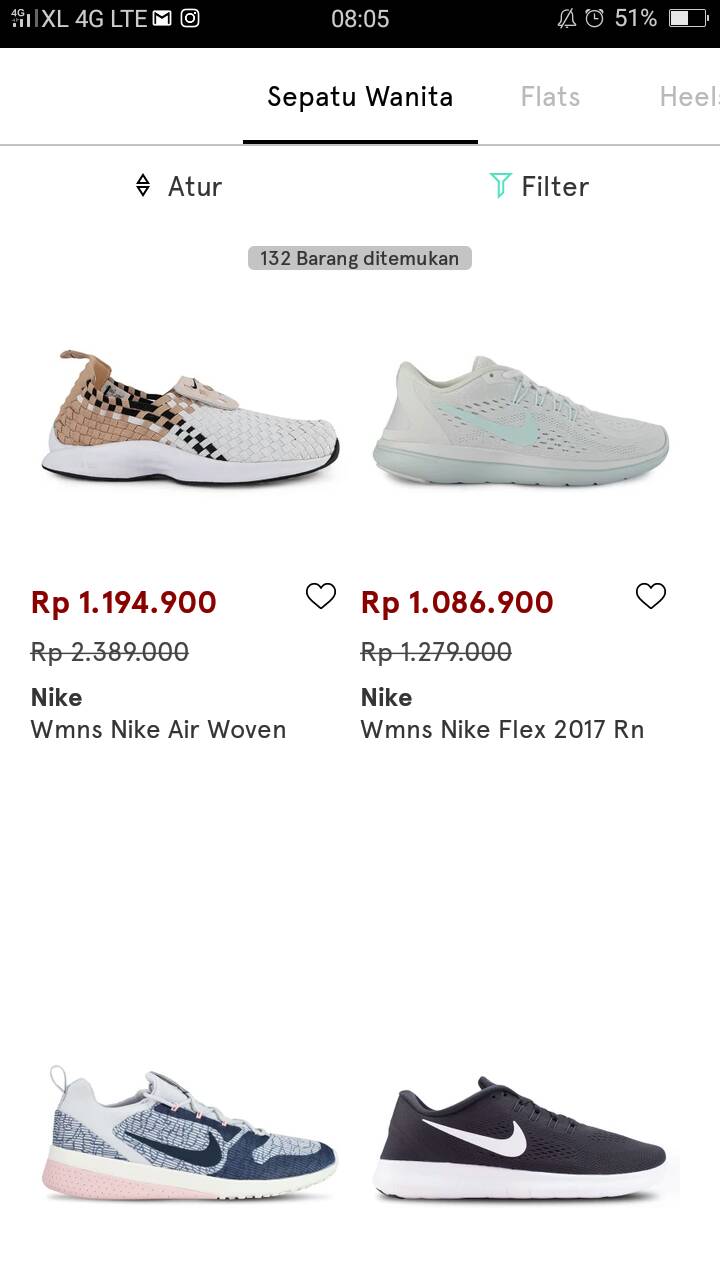 4G XL 4G LTE 08:05 51%
Sepatu Wanita Flats Heels
Atur Filter
132 Barang ditemukan
Rp 1.194.900 Rp 1.086.900
Rp 2.389.000 Rp 1.279.000
Nike Nike
Wmns Nike Air Woven Wmns Nike Flex 2017 Rn